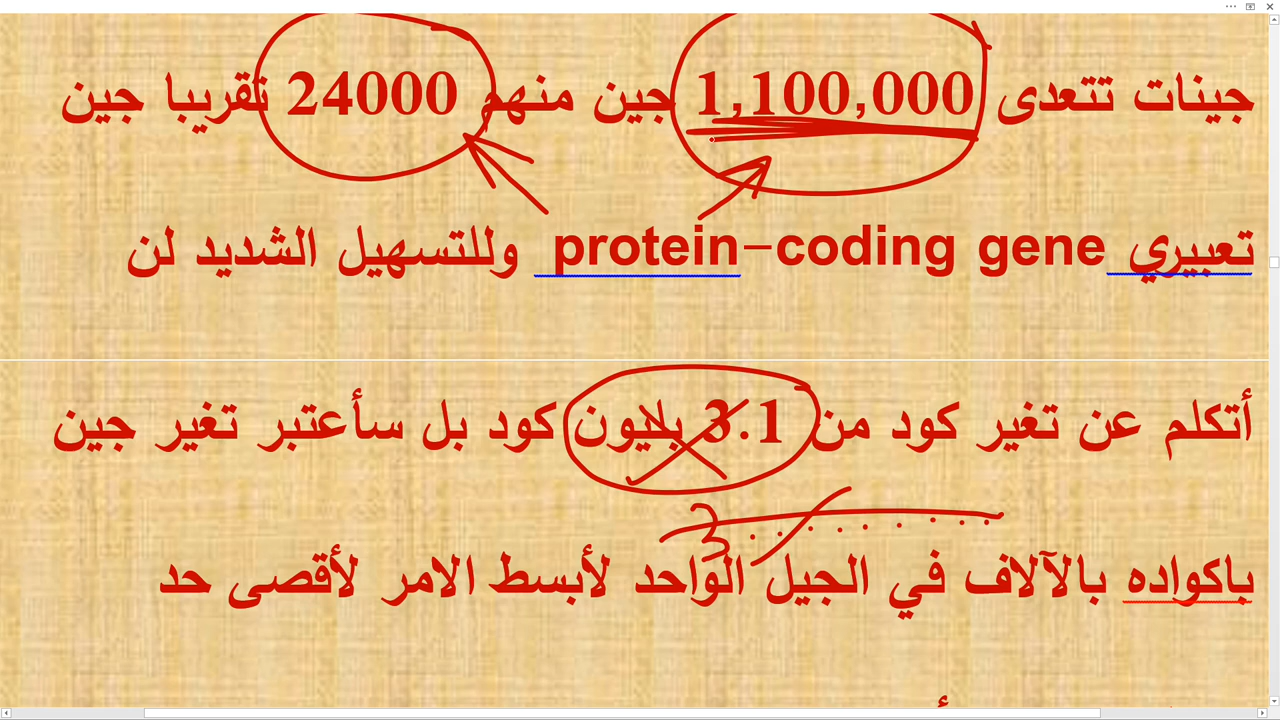 جينات تتعدى 1,100,000 جين منهم 24000 تقريبا جين
تعبيري protein-coding gene وللتسهيل الشديد لن
أتكلم عن تغير كود من 3.1 بليون كود بل سأعتبر تغير جين
3
باكواده بالآلاف في الجيل الواحد لأبسط الامر لأقصى حد